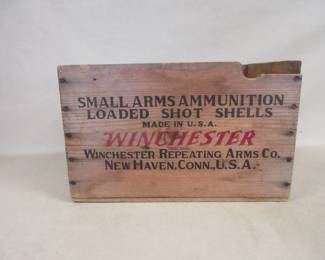 SMALL ARMS AMMUNITION
LOADED SHOT SHELLS
MADE IN U.S.A.
WINCHESTER
WINCHESTER REPEATING ARMS CO.
NEW HAVEN, CONN., U.S.A.